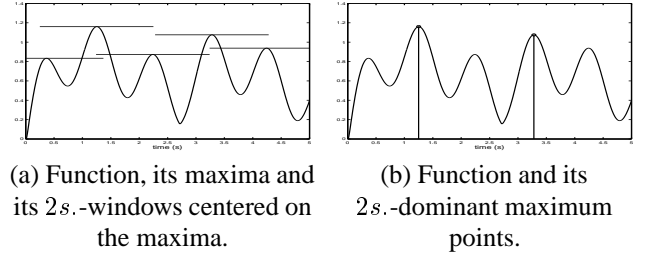 1.4
1.2
1
0.8
0.6
0.4
0.2
0
0 0.5 1 1.5 2 2.5 3 3.5 4 4.5 5
time (s)
(a) Function, its maxima and
its 2s.-windows centered on
the maxima.
1.4
1.2
1
0.8
0.6
0.4
0.2
0
0 0.5 1 1.5 2 2.5 3 3.5 4 4.5 5
time (s)
(b) Function and its
2s.-dominant maximum
points.